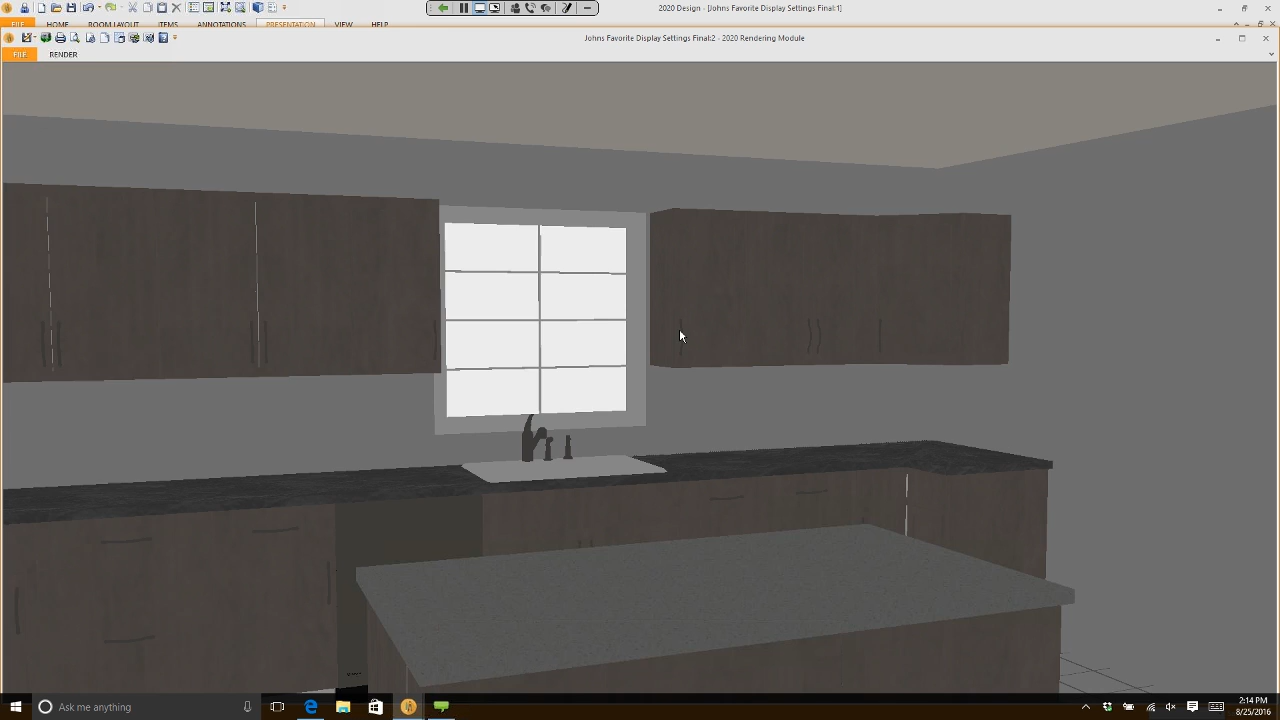 2020 Design - [Johns Favorite Display Settings Final:1]
FILE HOME ROOM LAYOUT ITEMS ANNOTATIONS PRESENTATION VIEW HELP
Johns Favorite Display Settings Final:2 - 2020 Rendering Module
FILE RENDER
Ask me anything
2:14 PM
8/25/2016